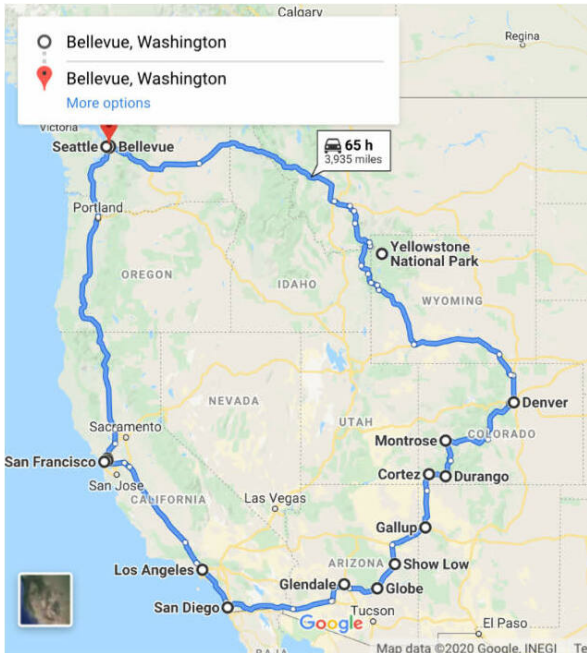 Calgary
Regina
Bellevue, Washington
Bellevue, Washington
More options
Victoria
Seattle
Bellevue
65 h
3,935 miles
Portland
Yellowstone
National Park
OREGON
IDAHO
WYOMING
NEVADA
UTAH
Denver
Sacramento
Montrose
COLORADO
San Francisco
San Jose
Cortez
Durango
CALIFORNIA
Las Vegas
Gallup
Los Angeles
ARIZONA
Show Low
Glendale
Globe
San Diego
Google
Tucson
El Paso
BAJA
Map data ©2020 Google, INEGI
Te